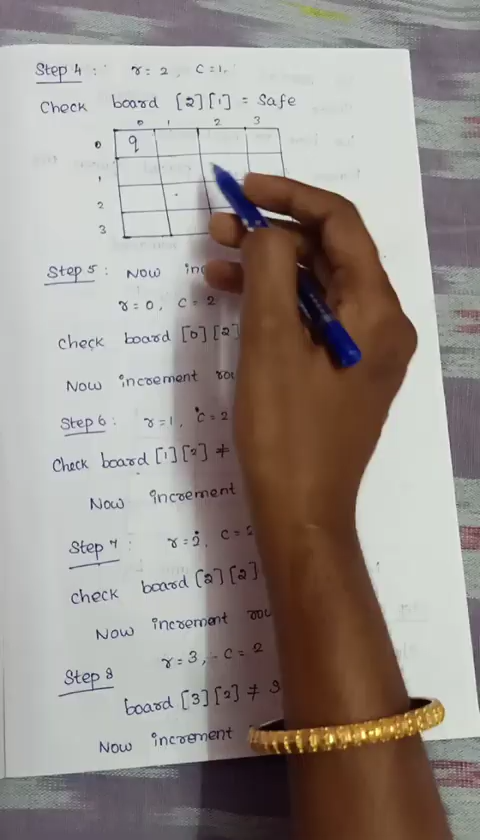 Step 4 : r = 2, C = 1,
Check board [2][1] = Safe
0 1 2 3
0 q
1
2
3
Step 5 : Now inc
r = 0, C = 2
check board [0][2]
Now increment
Step 6 : r = 1, C = 2
Check board [1][2] ≠
Now increment
Step 7 : r = 2, C =
check board [2][2]
Now increment
Step 8 r = 3, C = 2
board [3][2] ≠ S
Now increment